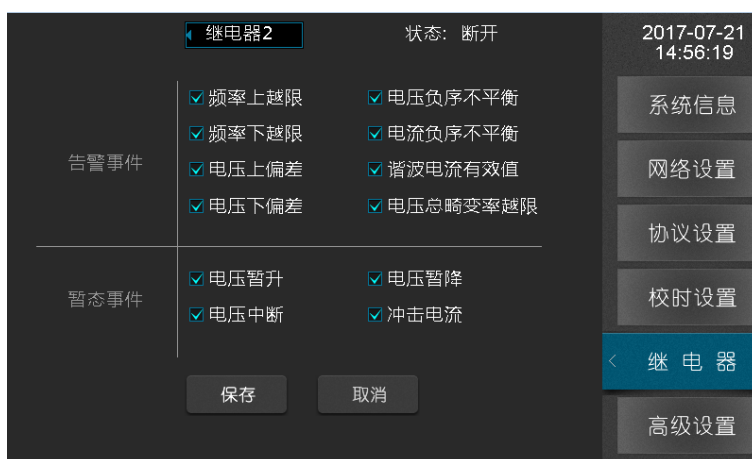 继电器2 状态: 断开
2017-07-21
14:56:19
告警事件
频率上越限 电压负序不平衡
频率下越限 电流负序不平衡
电压上偏差 谐波电流有效值
电压下偏差 电压总畸变率越限
暂态事件
电压暂升 电压暂降
电压中断 冲击电流
保存 取消
系统信息
网络设置
协议设置
校时设置
继 电 器
高级设置